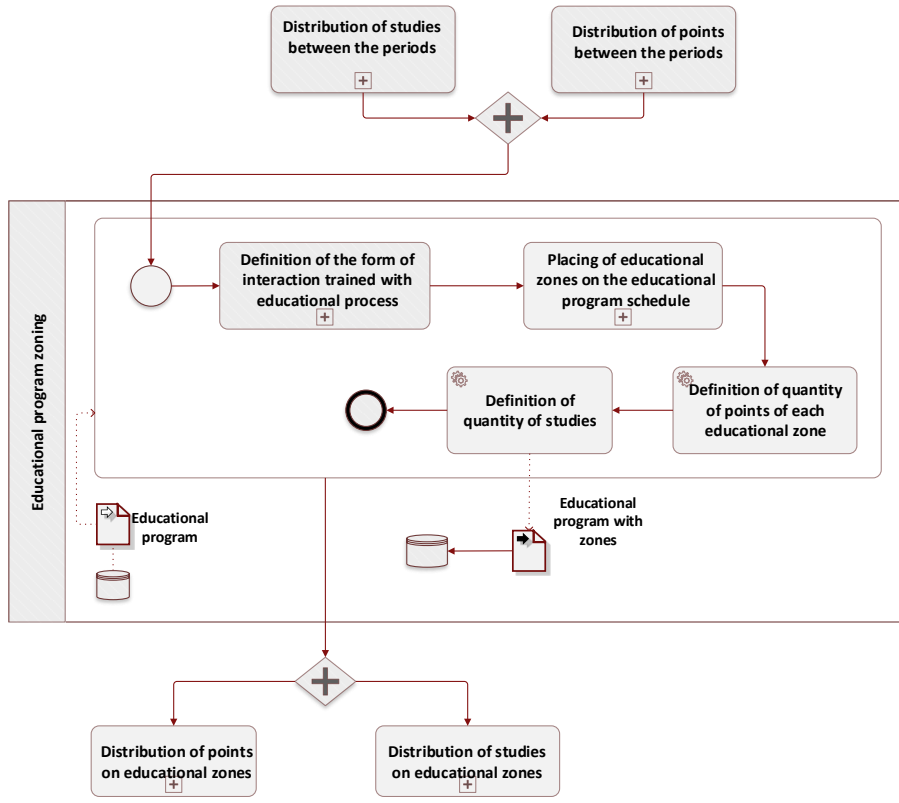 Distribution of studies
between the periods
Distribution of points
between the periods
Educational program zoning
Definition of the form of
interaction trained with
educational process
Placing of educational
zones on the educational
program schedule
Definition of
quantity of studies
Definition of quantity
of points of each
educational zone
Educational
program
Educational
program with
zones
Distribution of points
on educational zones
Distribution of studies
on educational zones